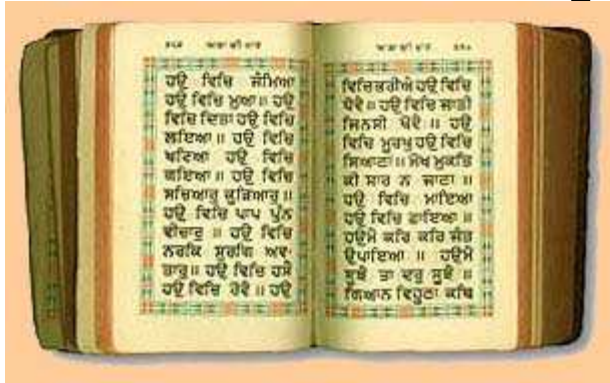 ਆਸਾ ਦੀ ਵਾਰ
ਹਉ ਵਿਚਿ ਜੰਮਿਆ
ਹਉ ਵਿਚਿ ਮੁਆ॥ ਹਉ
ਵਿਚਿ ਦਿਤਾ ਹਉ ਵਿਚਿ
ਲਇਆ॥ ਹਉ ਵਿਚਿ
ਖਟਿਆ ਹਉ ਵਿਚਿ
ਗਇਆ॥ ਹਉ ਵਿਚਿ
ਸਚਿਆਰੁ ਕੂੜਿਆਰੁ॥
ਹਉ ਵਿਚਿ ਪਾਪ ਪੁੰਨ
ਵੀਚਾਰੁ॥ ਹਉ ਵਿਚਿ
ਨਰਕਿ ਸੁਰਗਿ ਅਵ-
ਤਾਰੁ॥ ਹਉ ਵਿਚਿ ਹਸੈ
ਹਉ ਵਿਚਿ ਰੋਵੈ॥ ਹਉ
ਆਸਾ ਦੀ ਵਾਰ
ਵਿਚਿ ਭਰੀਐ ਹਉ ਵਿਚਿ
ਧੋਵੈ॥ ਹਉ ਵਿਚਿ ਜਾਤੀ
ਜਿਨਸੀ ਖੋਵੈ॥ ਹਉ
ਵਿਚਿ ਮੂਰਖੁ ਹਉ ਵਿਚਿ
ਸਿਆਣਾ॥ ਮੋਖ ਮੁਕਤਿ
ਕੀ ਸਾਰ ਨ ਜਾਣਾ॥
ਹਉ ਵਿਚਿ ਮਾਇਆ
ਹਉ ਵਿਚਿ ਛਾਇਆ॥
ਹਉਮੈ ਕਰਿ ਕਰਿ ਜੰਤ
ਉਪਾਇਆ॥ ਹਉਮੈ
ਬੂਝੈ ਤਾ ਦਰੁ ਸੂਝੈ॥
ਗਿਆਨ ਵਿਹੂਣਾ ਕਥਿ